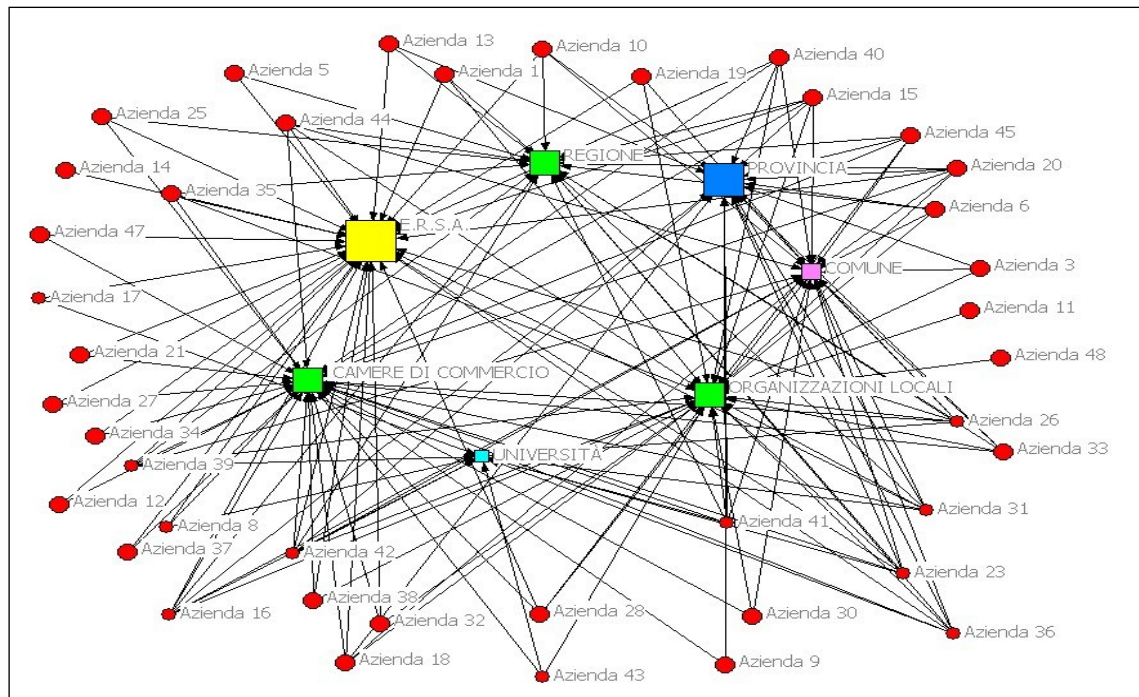 Azienda 13
Azienda 10
Azienda 40
Azienda 5
Azienda 1
Azienda 19
Azienda 15
Azienda 25
Azienda 44
Azienda 45
REGIONE
PROVINCIA
Azienda 20
Azienda 14
Azienda 35
Azienda 6
E.R.S.A.
Azienda 47
COMUNE
Azienda 3
Azienda 17
Azienda 11
Azienda 21
Azienda 48
CAMERE DI COMMERCIO
ORGANIZZAZIONI LOCALI
Azienda 27
Azienda 26
Azienda 34
UNIVERSITÀ
Azienda 33
Azienda 39
Azienda 12
Azienda 31
Azienda 8
Azienda 41
Azienda 37
Azienda 42
Azienda 23
Azienda 38
Azienda 16
Azienda 28
Azienda 30
Azienda 32
Azienda 36
Azienda 18
Azienda 9
Azienda 43